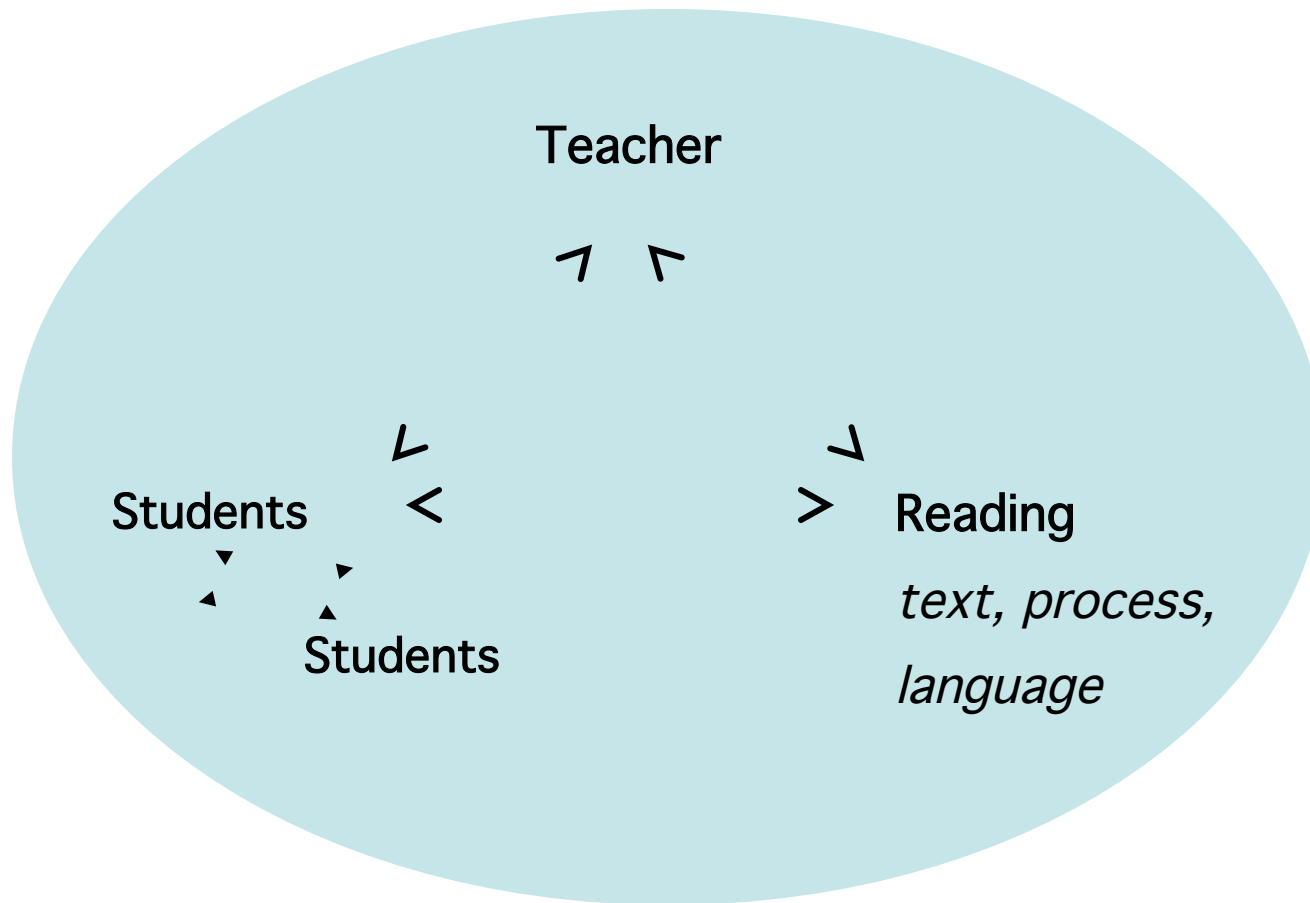 Teacher
Students
Reading
text, process,
Students
language